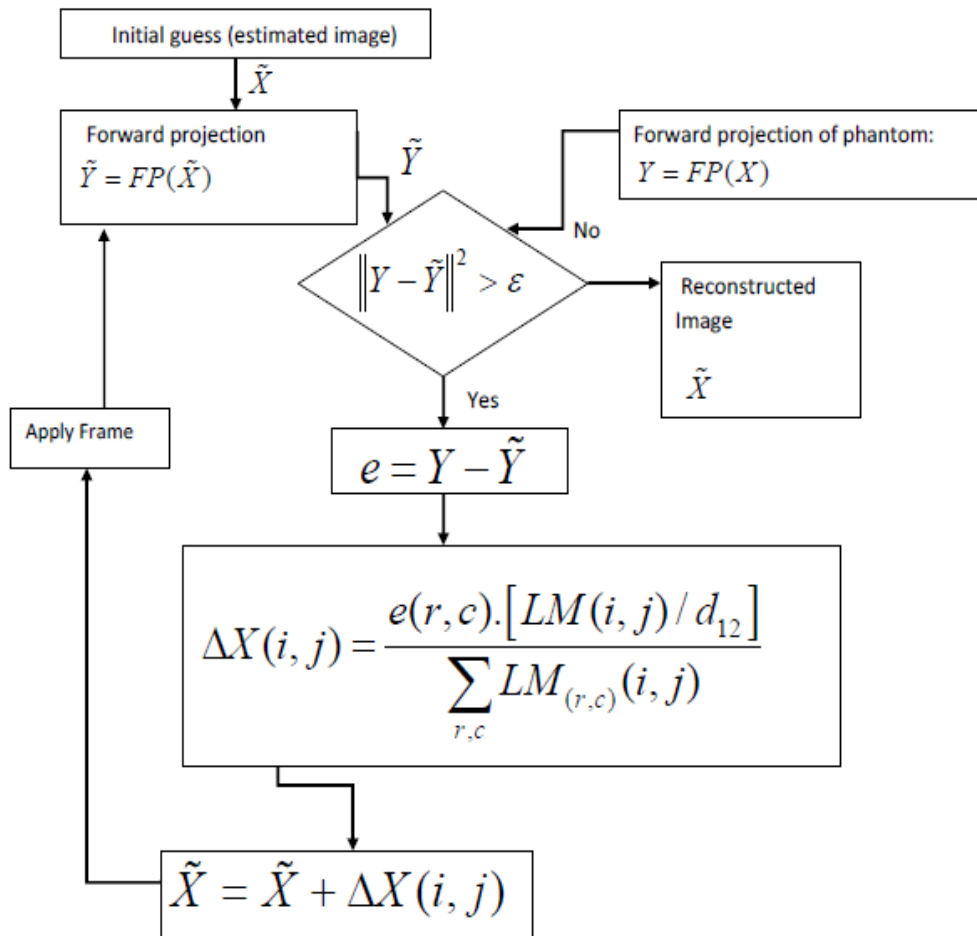 Initial guess (estimated image)
X̃
Forward projection
Ỹ = FP(X̃)
Ỹ
Forward projection of phantom:
Y = FP(X)
No
‖Y − Ỹ‖² > ε
Reconstructed
Image
X̃
Yes
Apply Frame
e = Y − Ỹ
ΔX(i, j) = e(r, c).[LM(i, j) / d₁₂] / ∑_{r,c} LM_{(r,c)}(i, j)
X̃ = X̃ + ΔX(i, j)